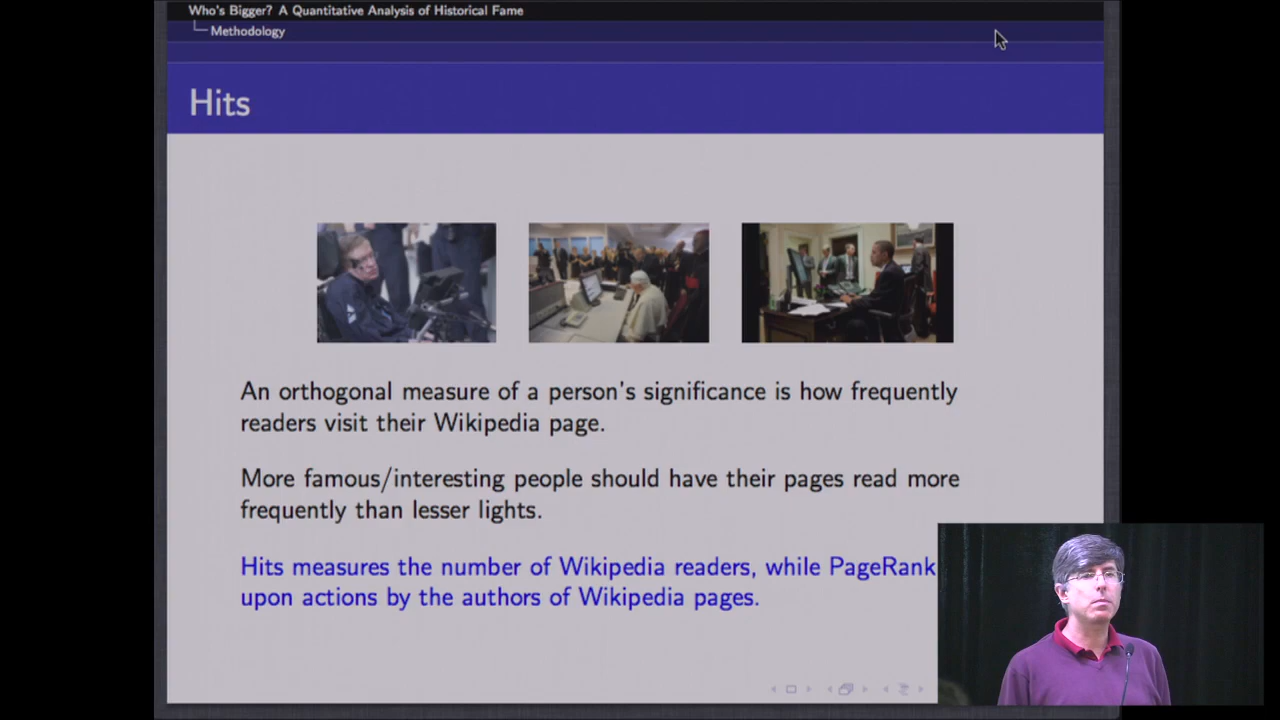 Who's Bigger? A Quantitative Analysis of Historical Fame
Methodology
Hits
An orthogonal measure of a person's significance is how frequently
readers visit their Wikipedia page.
More famous/interesting people should have their pages read more
frequently than lesser lights.
Hits measures the number of Wikipedia readers, while PageRank
upon actions by the authors of Wikipedia pages.